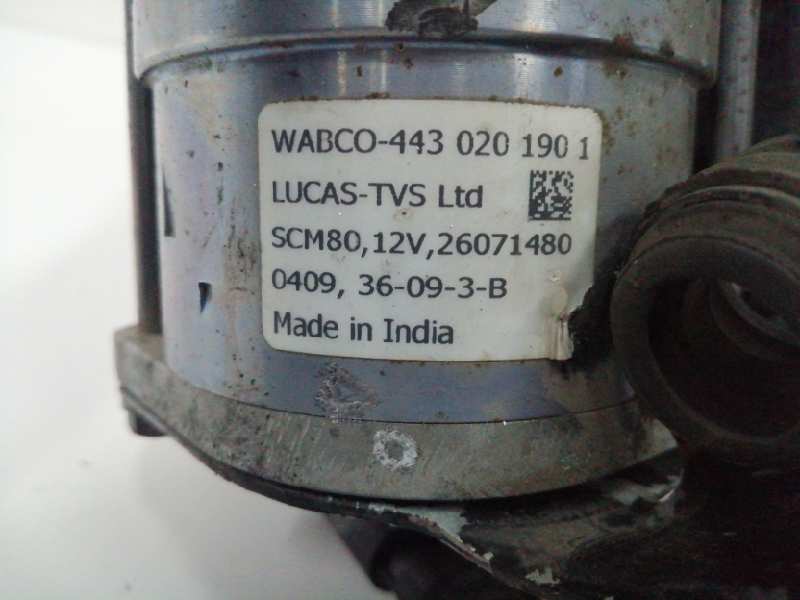 WABCO-443 020 190 1
LUCAS-TVS Ltd
SCM80,12V,26071480
0409, 36-09-3-B
Made in India